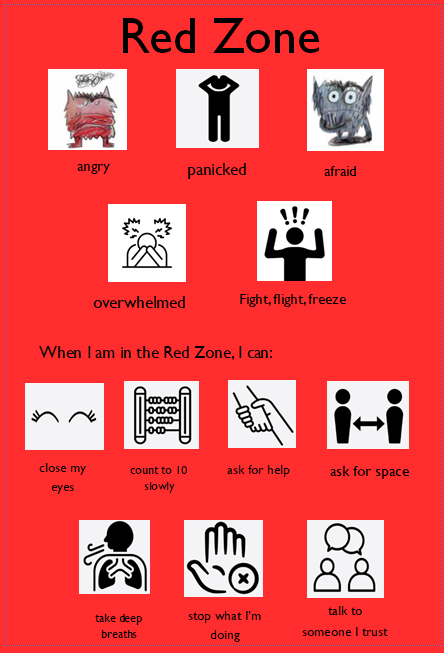 Red Zone
angry
panicked
afraid
overwhelmed
Fight, flight, freeze
When I am in the Red Zone, I can:
close my
eyes
count to 10
slowly
ask for help
ask for space
take deep
breaths
stop what I'm
doing
talk to
someone I trust